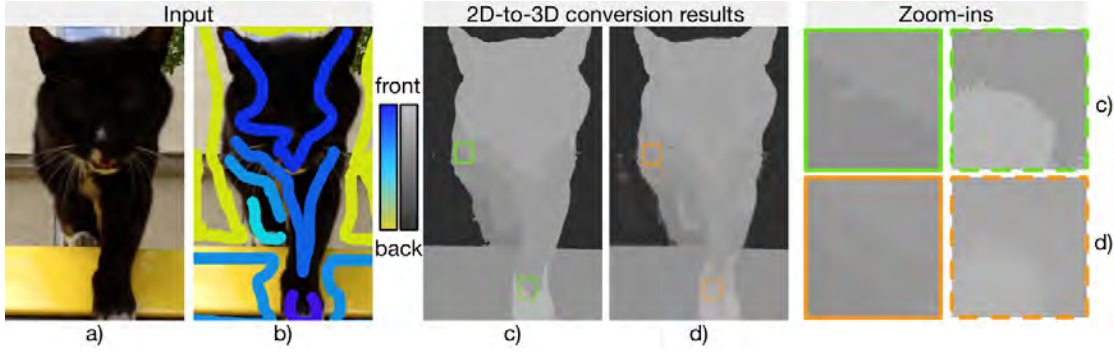 Input
2D-to-3D conversion results
Zoom-ins
front
back
c)
d)
a)
b)
c)
d)